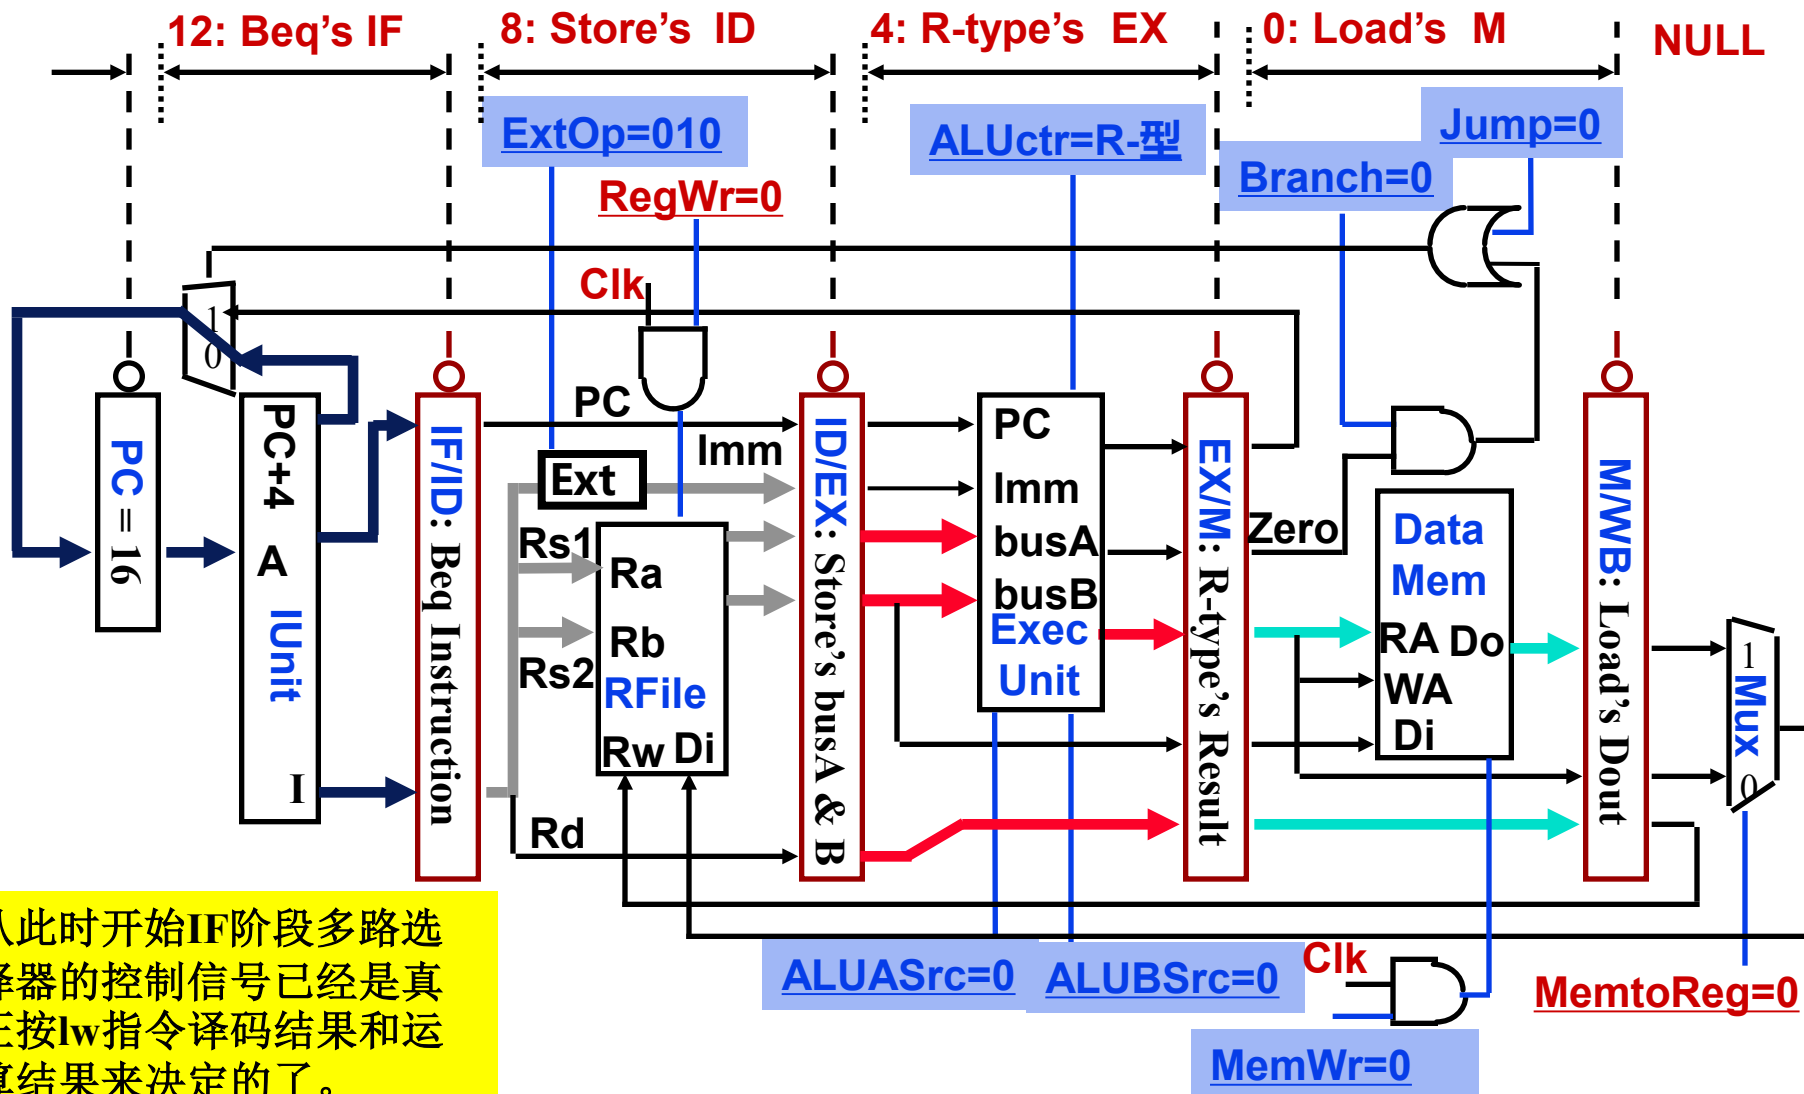 12: Beq's IF
8: Store's ID
4: R-type's EX
0: Load's M
NULL
ExtOp=010
ALUctr=R-型
Jump=0
Branch=0
RegWr=0
Clk
1
0
PC
Imm
PC = 16
PC+4
A
IUnit
I
IF/ID: Beq Instruction
Ext
Rs1
Rs2
Ra
Rb
RFile
Rw Di
Rd
ID/EX: Store's busA & B
PC
Imm
busA
busB
Exec
Unit
EX/M: R-type's Result
Zero
Data
Mem
RA Do
WA
Di
M/WB: Load's Dout
1
Mux
0
此时开始IF阶段多路选
器的控制信号已经是真
按lw指令译码结果和运
结果来决定的了。
ALUASrc=0
ALUBSrc=0
Clk
MemWr=0
MemtoReg=0